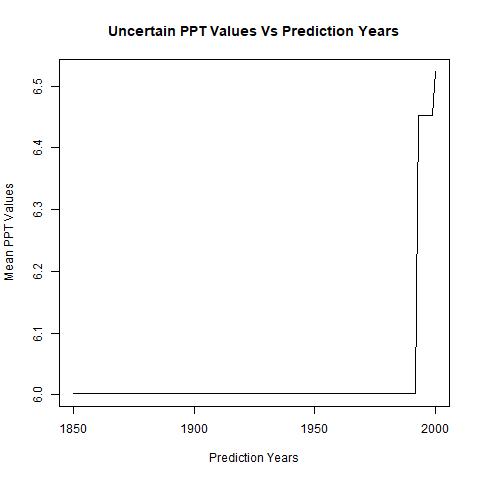 Uncertain PPT Values Vs Prediction Years
Mean PPT Values
6.5
6.4
6.3
6.2
6.1
6.0
1850 1900 1950 2000
Prediction Years